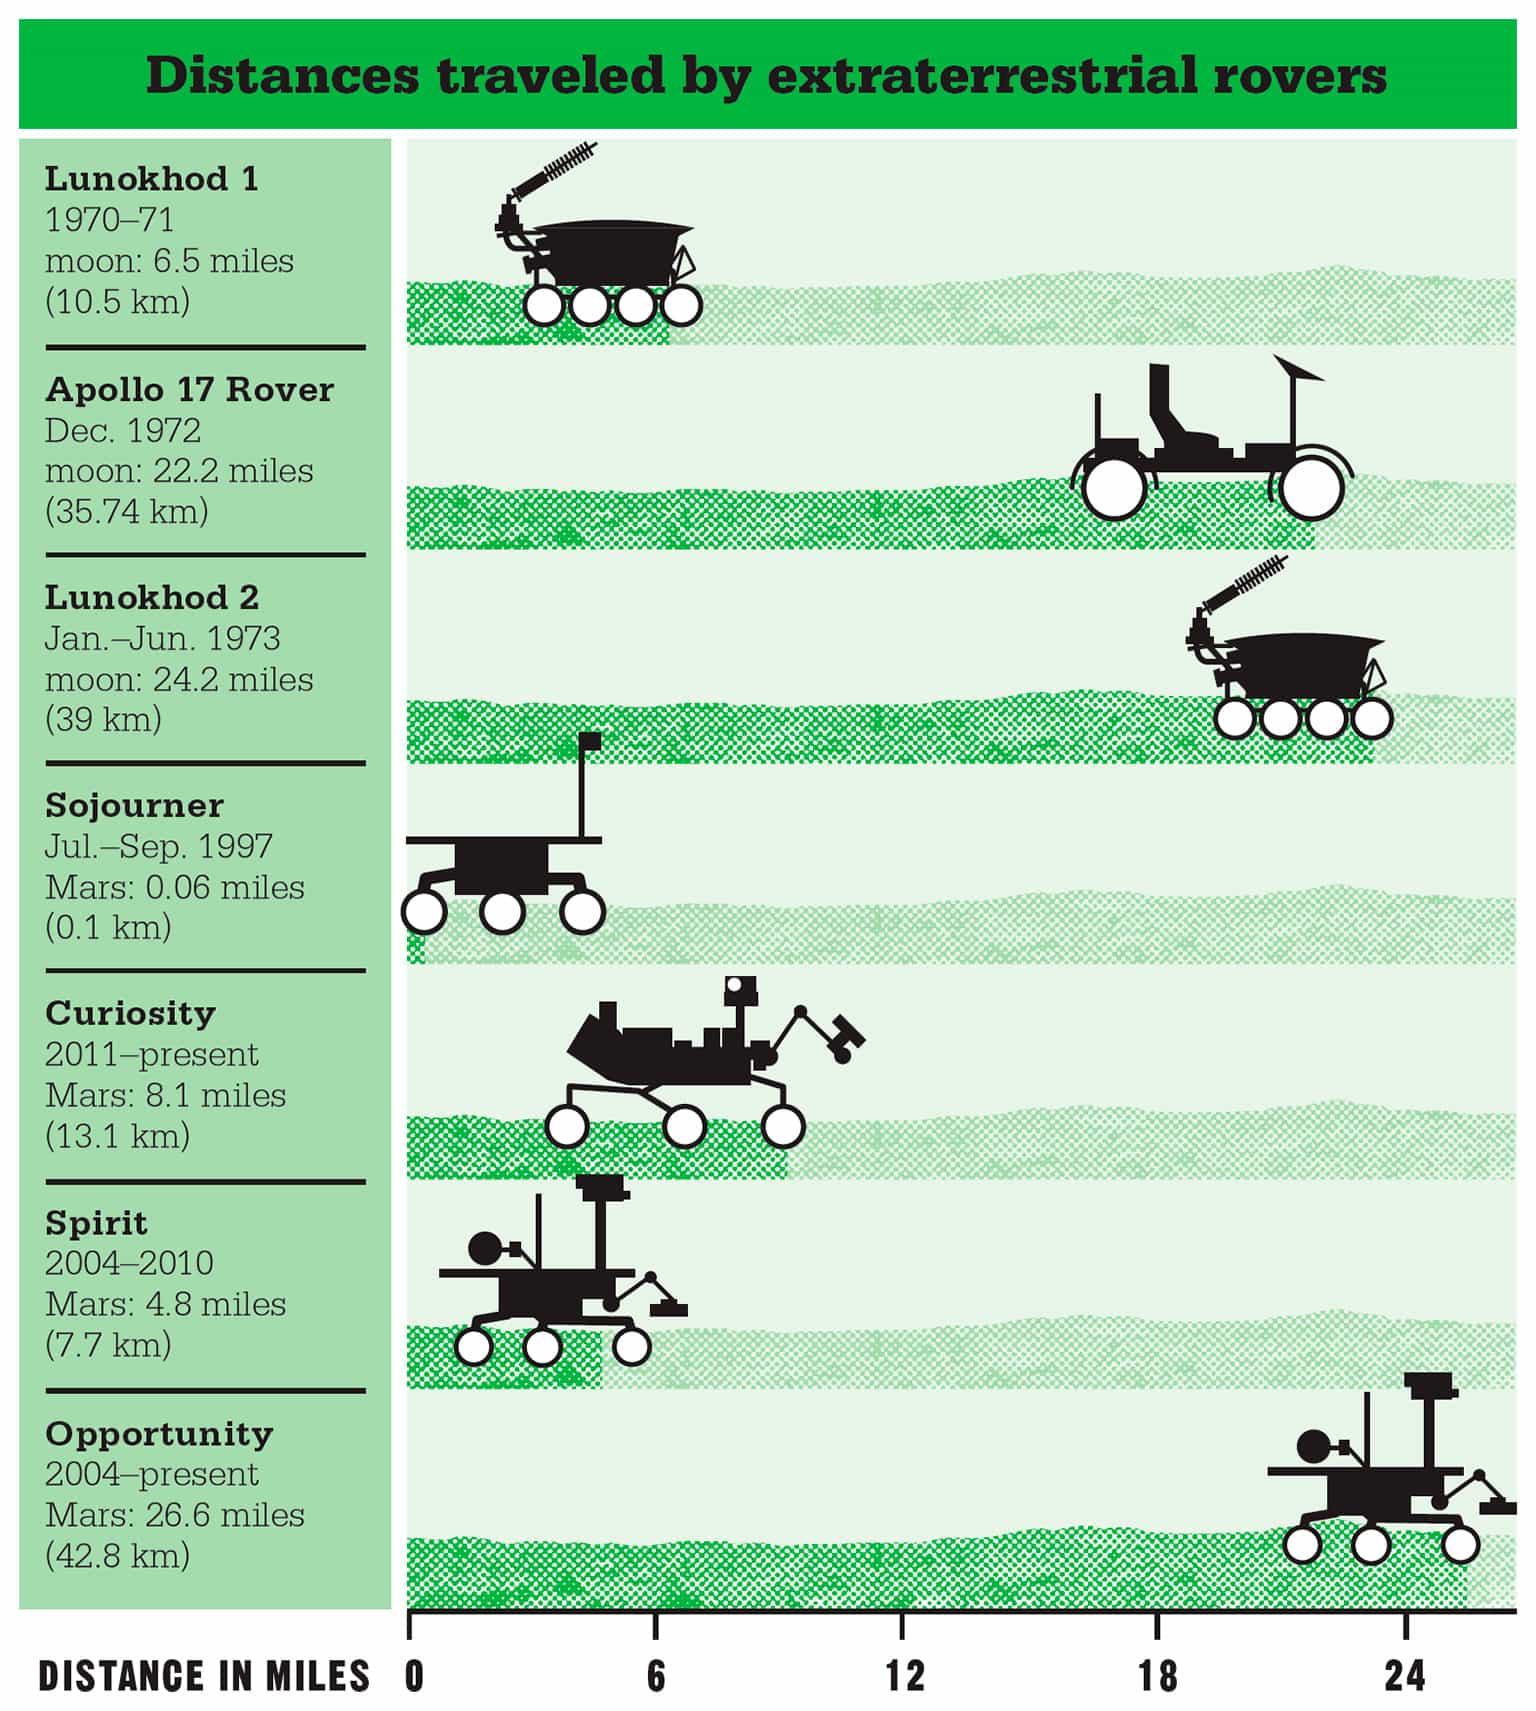 Distances traveled by extraterrestrial rovers
Lunokhod 1
1970–71
moon: 6.5 miles
(10.5 km)
Apollo 17 Rover
Dec. 1972
moon: 22.2 miles
(35.74 km)
Lunokhod 2
Jan.–Jun. 1973
moon: 24.2 miles
(39 km)
Sojourner
Jul.–Sep. 1997
Mars: 0.06 miles
(0.1 km)
Curiosity
2011–present
Mars: 8.1 miles
(13.1 km)
Spirit
2004–2010
Mars: 4.8 miles
(7.7 km)
Opportunity
2004–present
Mars: 26.6 miles
(42.8 km)
DISTANCE IN MILES 0 6 12 18 24